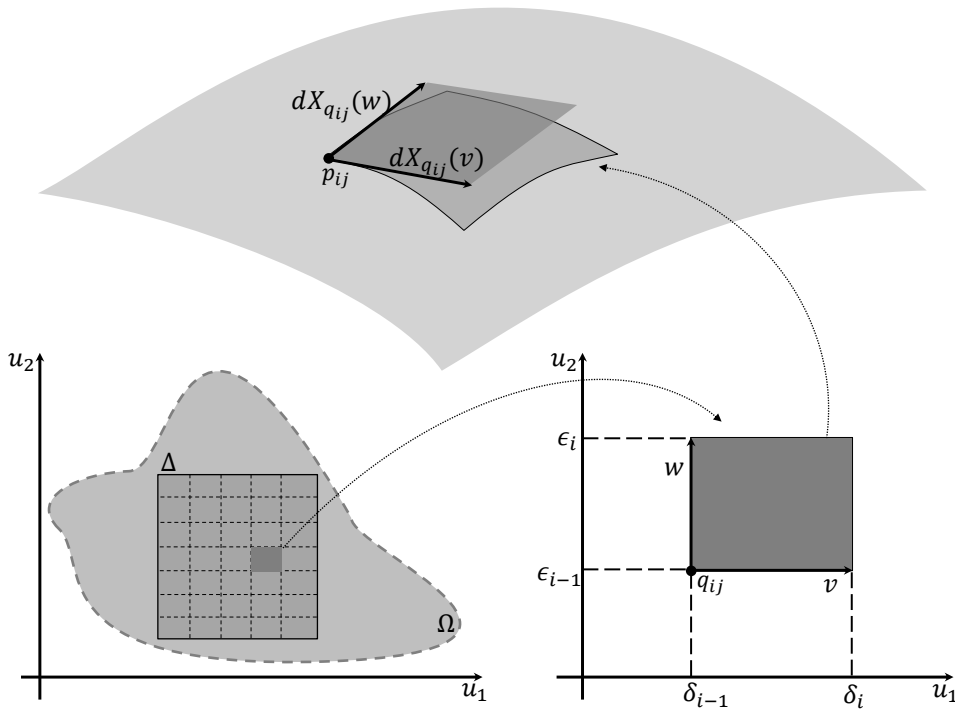 dX_{q_{ij}}(w)
dX_{q_{ij}}(v)
p_{ij}
u_2
Δ
Ω
u_1
u_2
ϵ_i
w
ϵ_{i−1}
q_{ij}
v
δ_{i−1}
δ_i
u_1